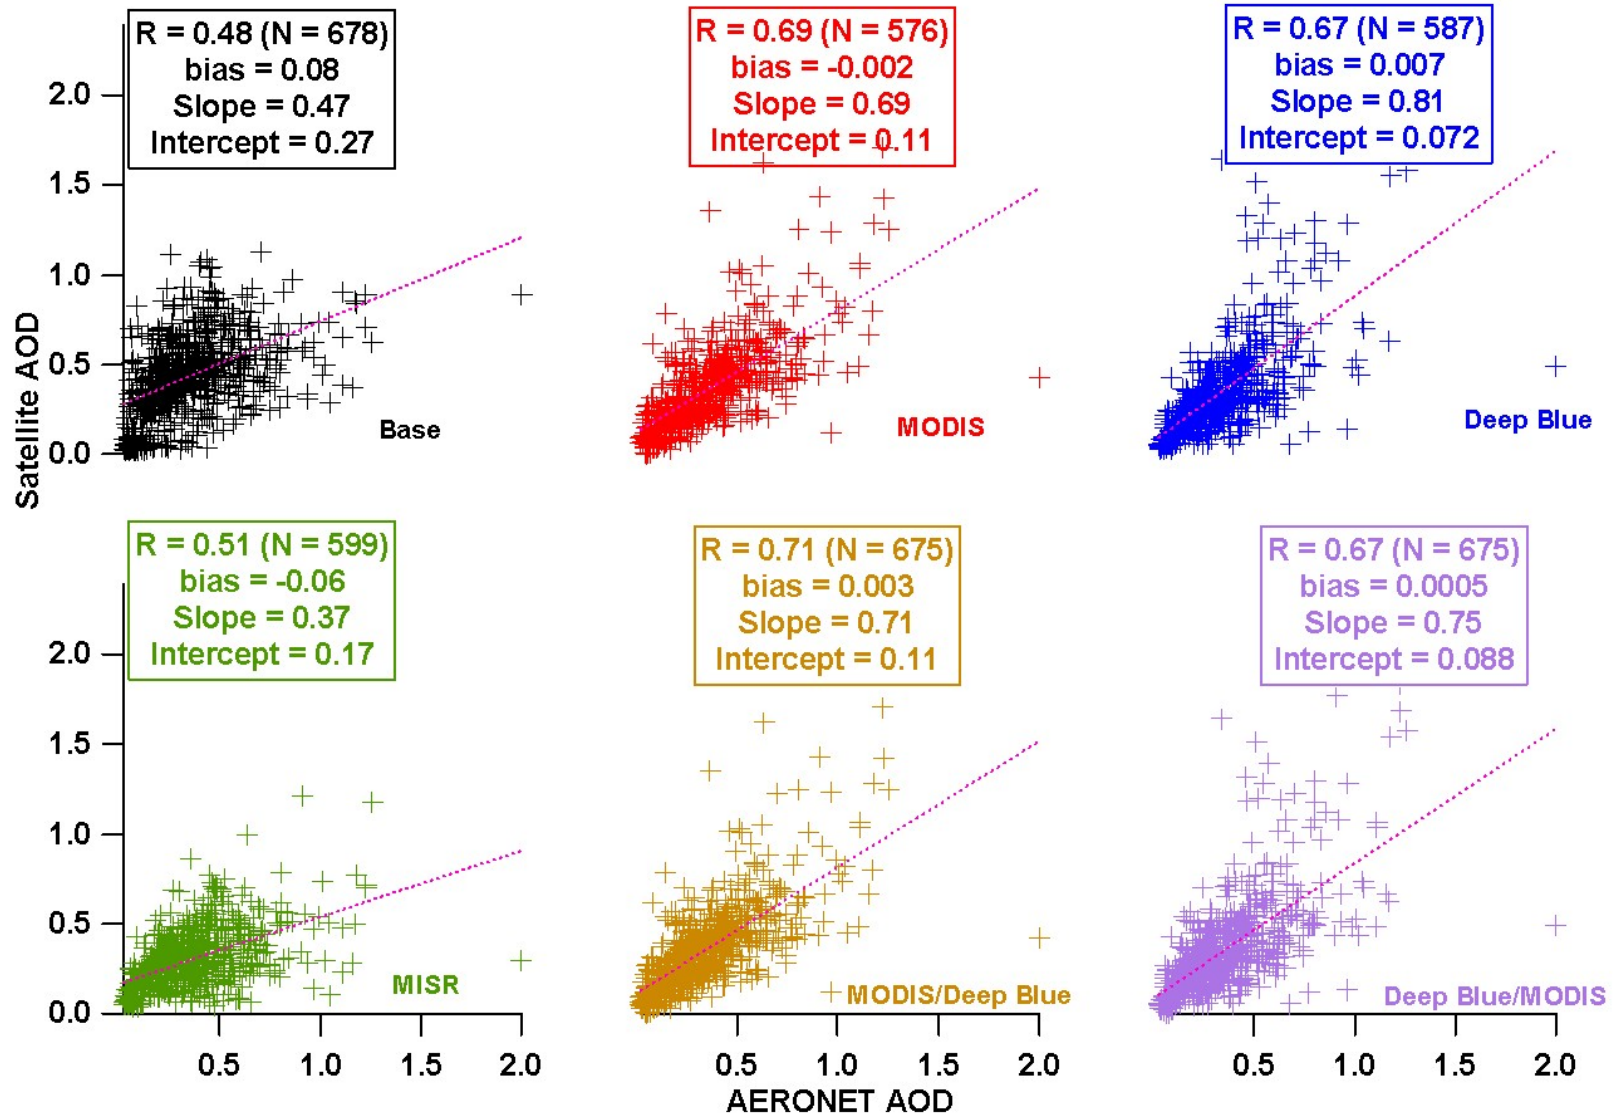 R = 0.48 (N = 678)
bias = 0.08
Slope = 0.47
Intercept = 0.27
R = 0.69 (N = 576)
bias = -0.002
Slope = 0.69
Intercept = 0.11
R = 0.67 (N = 587)
bias = 0.007
Slope = 0.81
Intercept = 0.072
2.0
1.5
1.0
0.5
0.0
Satellite AOD
Base
MODIS
Deep Blue
R = 0.51 (N = 599)
bias = -0.06
Slope = 0.37
Intercept = 0.17
R = 0.71 (N = 675)
bias = 0.003
Slope = 0.71
Intercept = 0.11
R = 0.67 (N = 675)
bias = 0.0005
Slope = 0.75
Intercept = 0.088
2.0
1.5
1.0
0.5
0.0
MISR
MODIS/Deep Blue
Deep Blue/MODIS
0.5 1.0 1.5 2.0
0.5 1.0 1.5 2.0
0.5 1.0 1.5 2.0
AERONET AOD